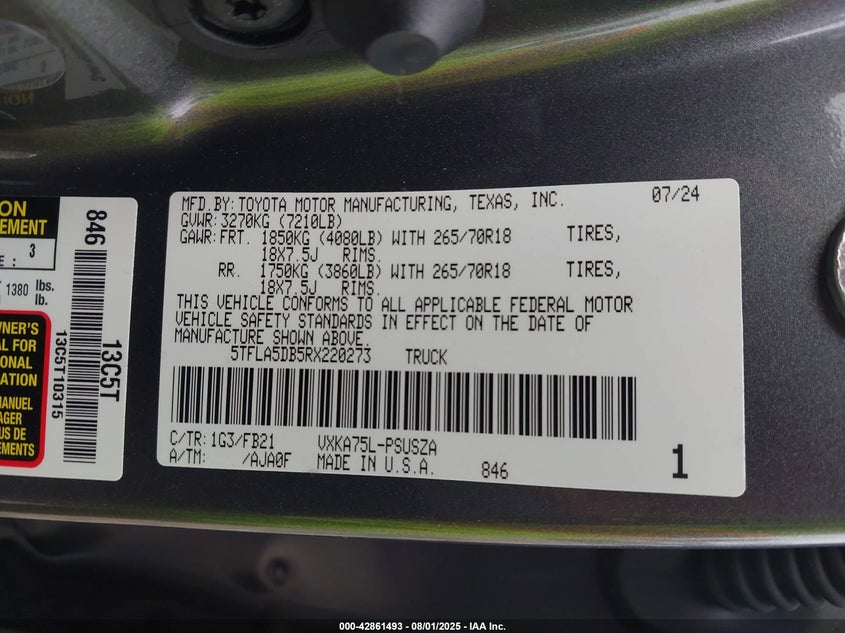 ON
EMENT
E : 3
1380 lbs.
lb.
WNER'S
AL FOR
IONAL
ATION
MANUEL
AGER
US DE
EMENTS
846
13C5T
13C5T10315
MFD.BY: TOYOTA MOTOR MANUFACTURING, TEXAS, INC. 07/24
GVWR: 3270KG (7210LB)
GAWR: FRT. 1850KG (4080LB) WITH 265/70R18 TIRES,
18X7.5J RIMS.
RR. 1750KG (3860LB) WITH 265/70R18 TIRES,
18X7.5J RIMS.
THIS VEHICLE CONFORMS TO ALL APPLICABLE FEDERAL MOTOR
VEHICLE SAFETY STANDARDS IN EFFECT ON THE DATE OF
MANUFACTURE SHOWN ABOVE.
5TFLA5DB5RX220273 TRUCK
C/TR: 1G3/FB21 VXKA75L-PSUSZA
A/TM: /AJA0F MADE IN U.S.A. 846 1
000-42861493 - 08/01/2025 - IAA Inc.